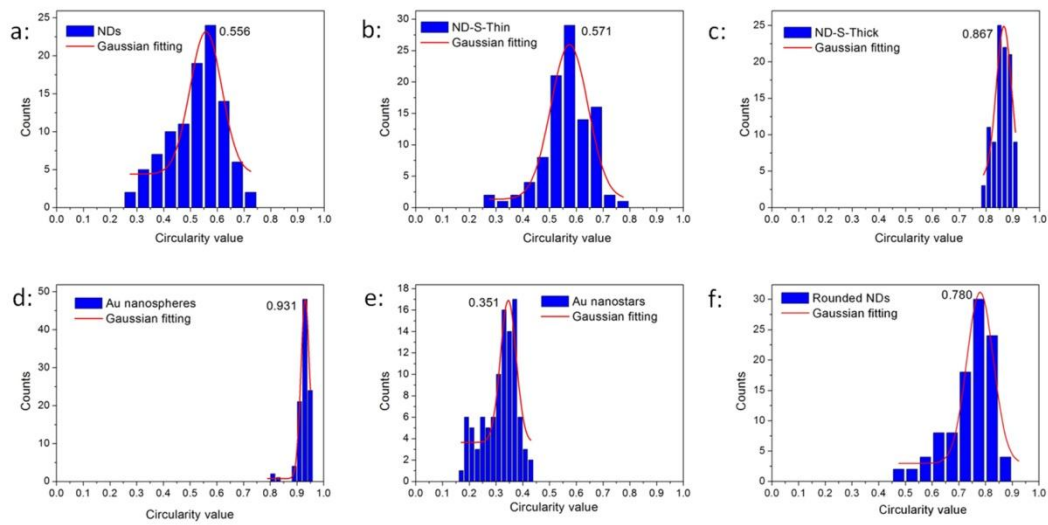 a:
NDs
Gaussian fitting
0.556
Counts
25
20
15
10
5
0
0.0 0.1 0.2 0.3 0.4 0.5 0.6 0.7 0.8 0.9 1.0
Circularity value
b:
ND-S-Thin
Gaussian fitting
0.571
Counts
30
25
20
15
10
5
0
0.0 0.1 0.2 0.3 0.4 0.5 0.6 0.7 0.8 0.9 1.0
Circularity value
c:
ND-S-Thick
Gaussian fitting
0.867
Counts
25
20
15
10
5
0
0.0 0.1 0.2 0.3 0.4 0.5 0.6 0.7 0.8 0.9 1.0
Circularity value
d:
Au nanospheres
Gaussian fitting
0.931
Counts
50
40
30
20
10
0
0.0 0.1 0.2 0.3 0.4 0.5 0.6 0.7 0.8 0.9 1.0
Circularity value
e:
0.351
Au nanostars
Gaussian fitting
Counts
18
16
14
12
10
8
6
4
2
0
0.0 0.1 0.2 0.3 0.4 0.5 0.6 0.7 0.8 0.9 1.0
Circularity value
f:
Rounded NDs
Gaussian fitting
0.780
Counts
30
25
20
15
10
5
0
0.0 0.1 0.2 0.3 0.4 0.5 0.6 0.7 0.8 0.9 1.0
Circularity value